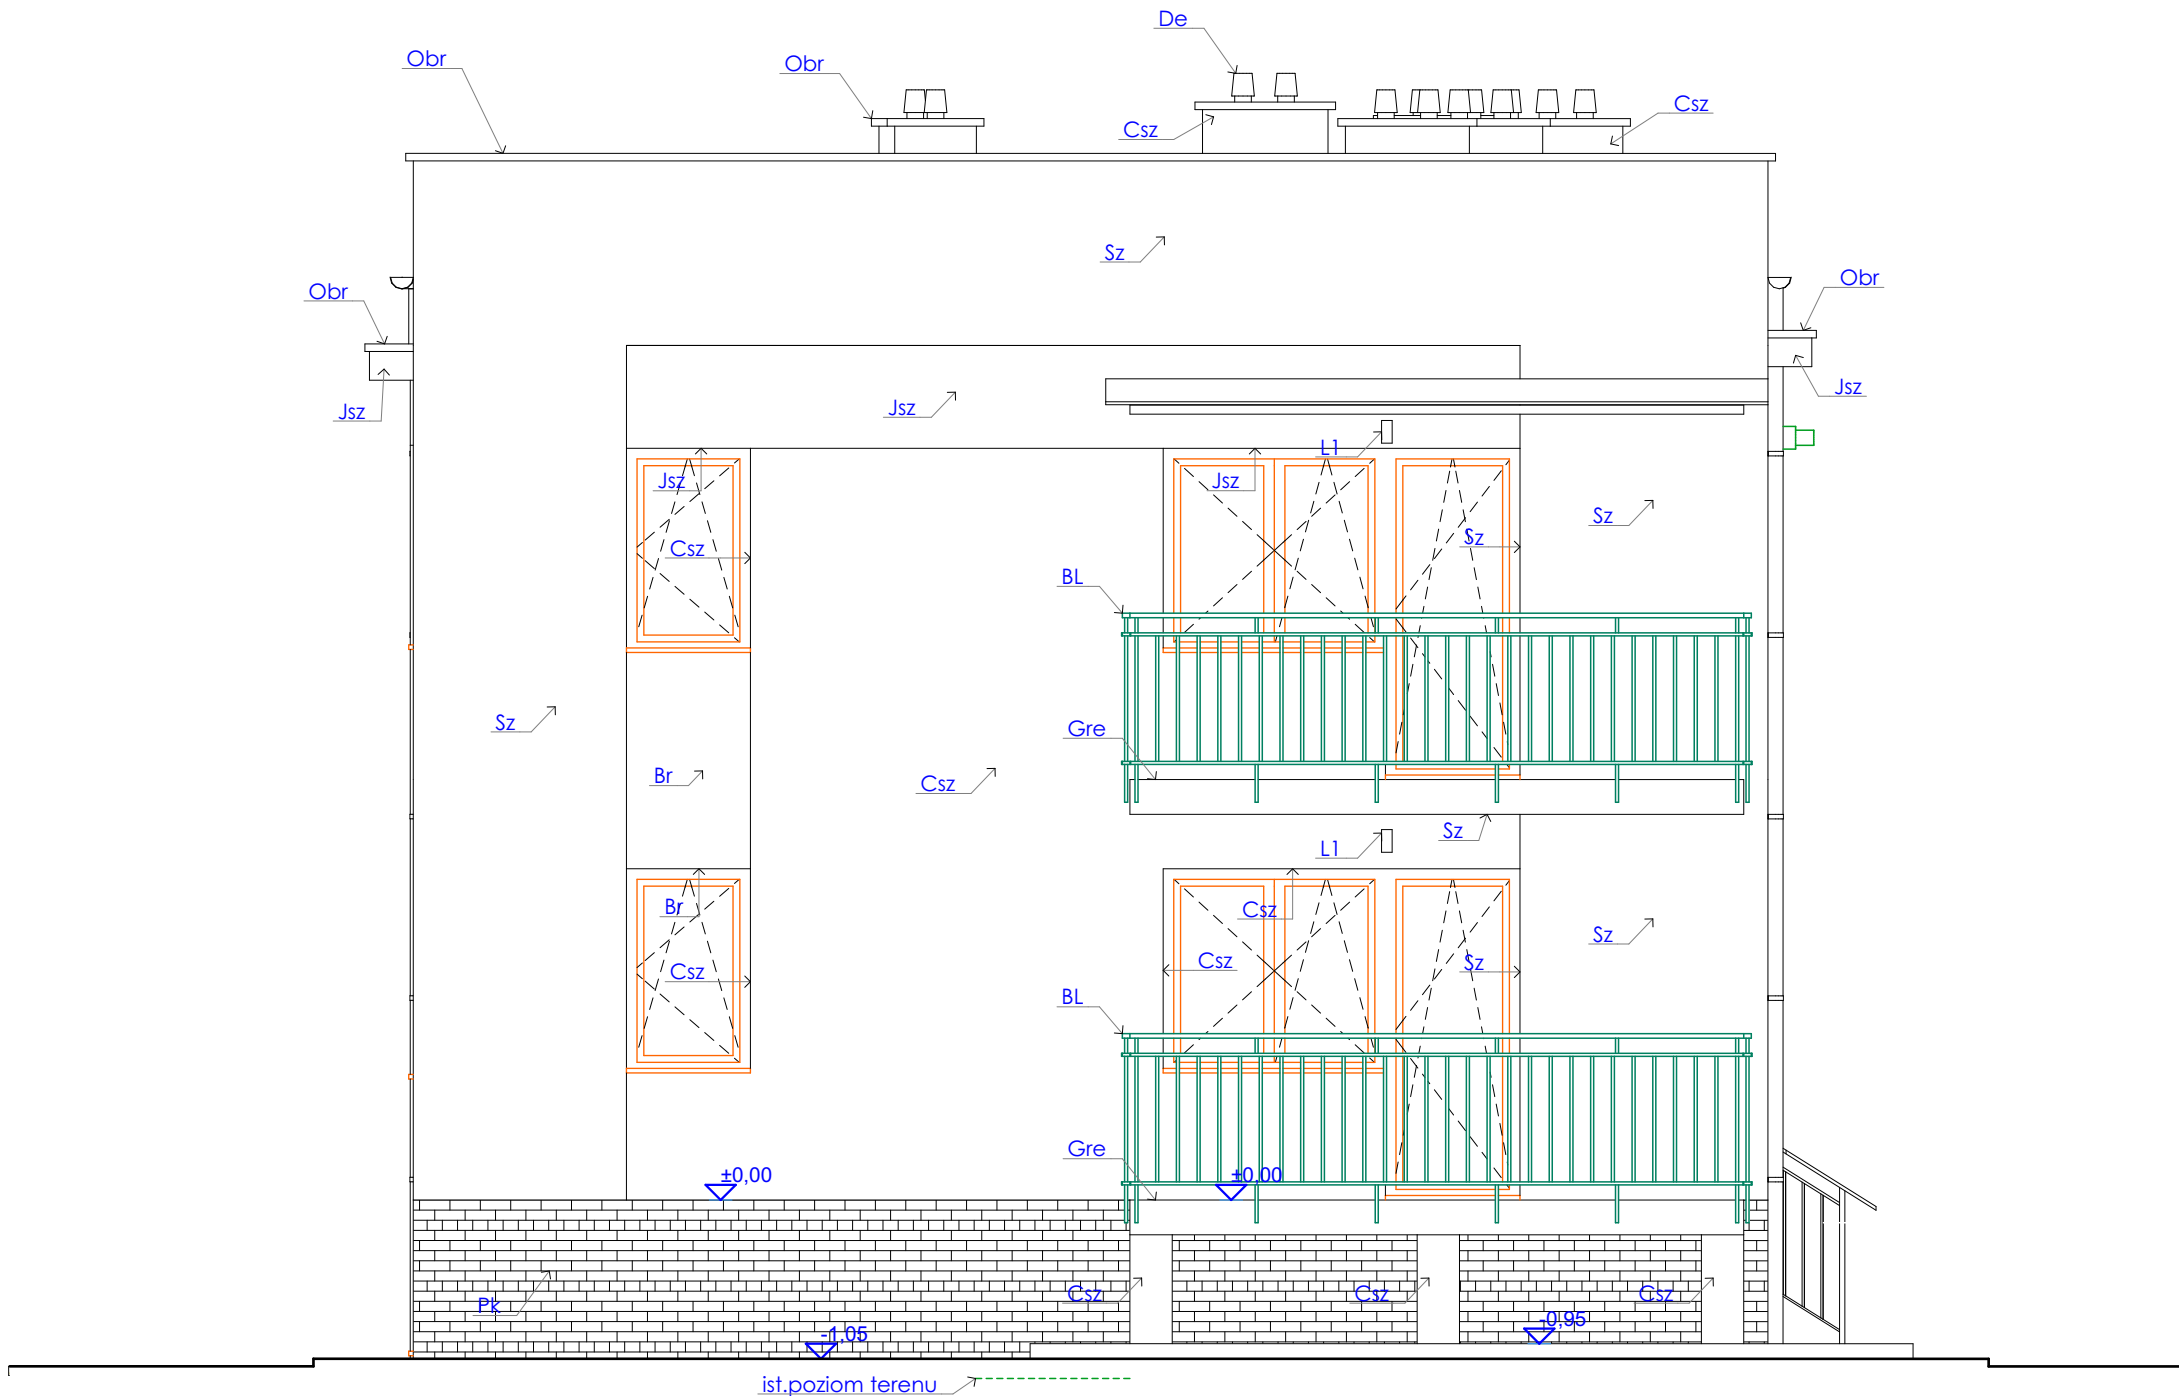 De
Obr
Obr
Csz
Csz
Sz
Obr
Obr
Jsz
Jsz
Jsz
L1
Jsz
Jsz
Sz
Csz
Sz
BL
Sz
Gre
Br
Csz
Sz
L1
Br
Csz
Sz
Csz
Csz
Sz
BL
Gre
±0,00
±0,00
Csz
Csz
Csz
Pk
-0,95
-1,05
ist.poziom terenu